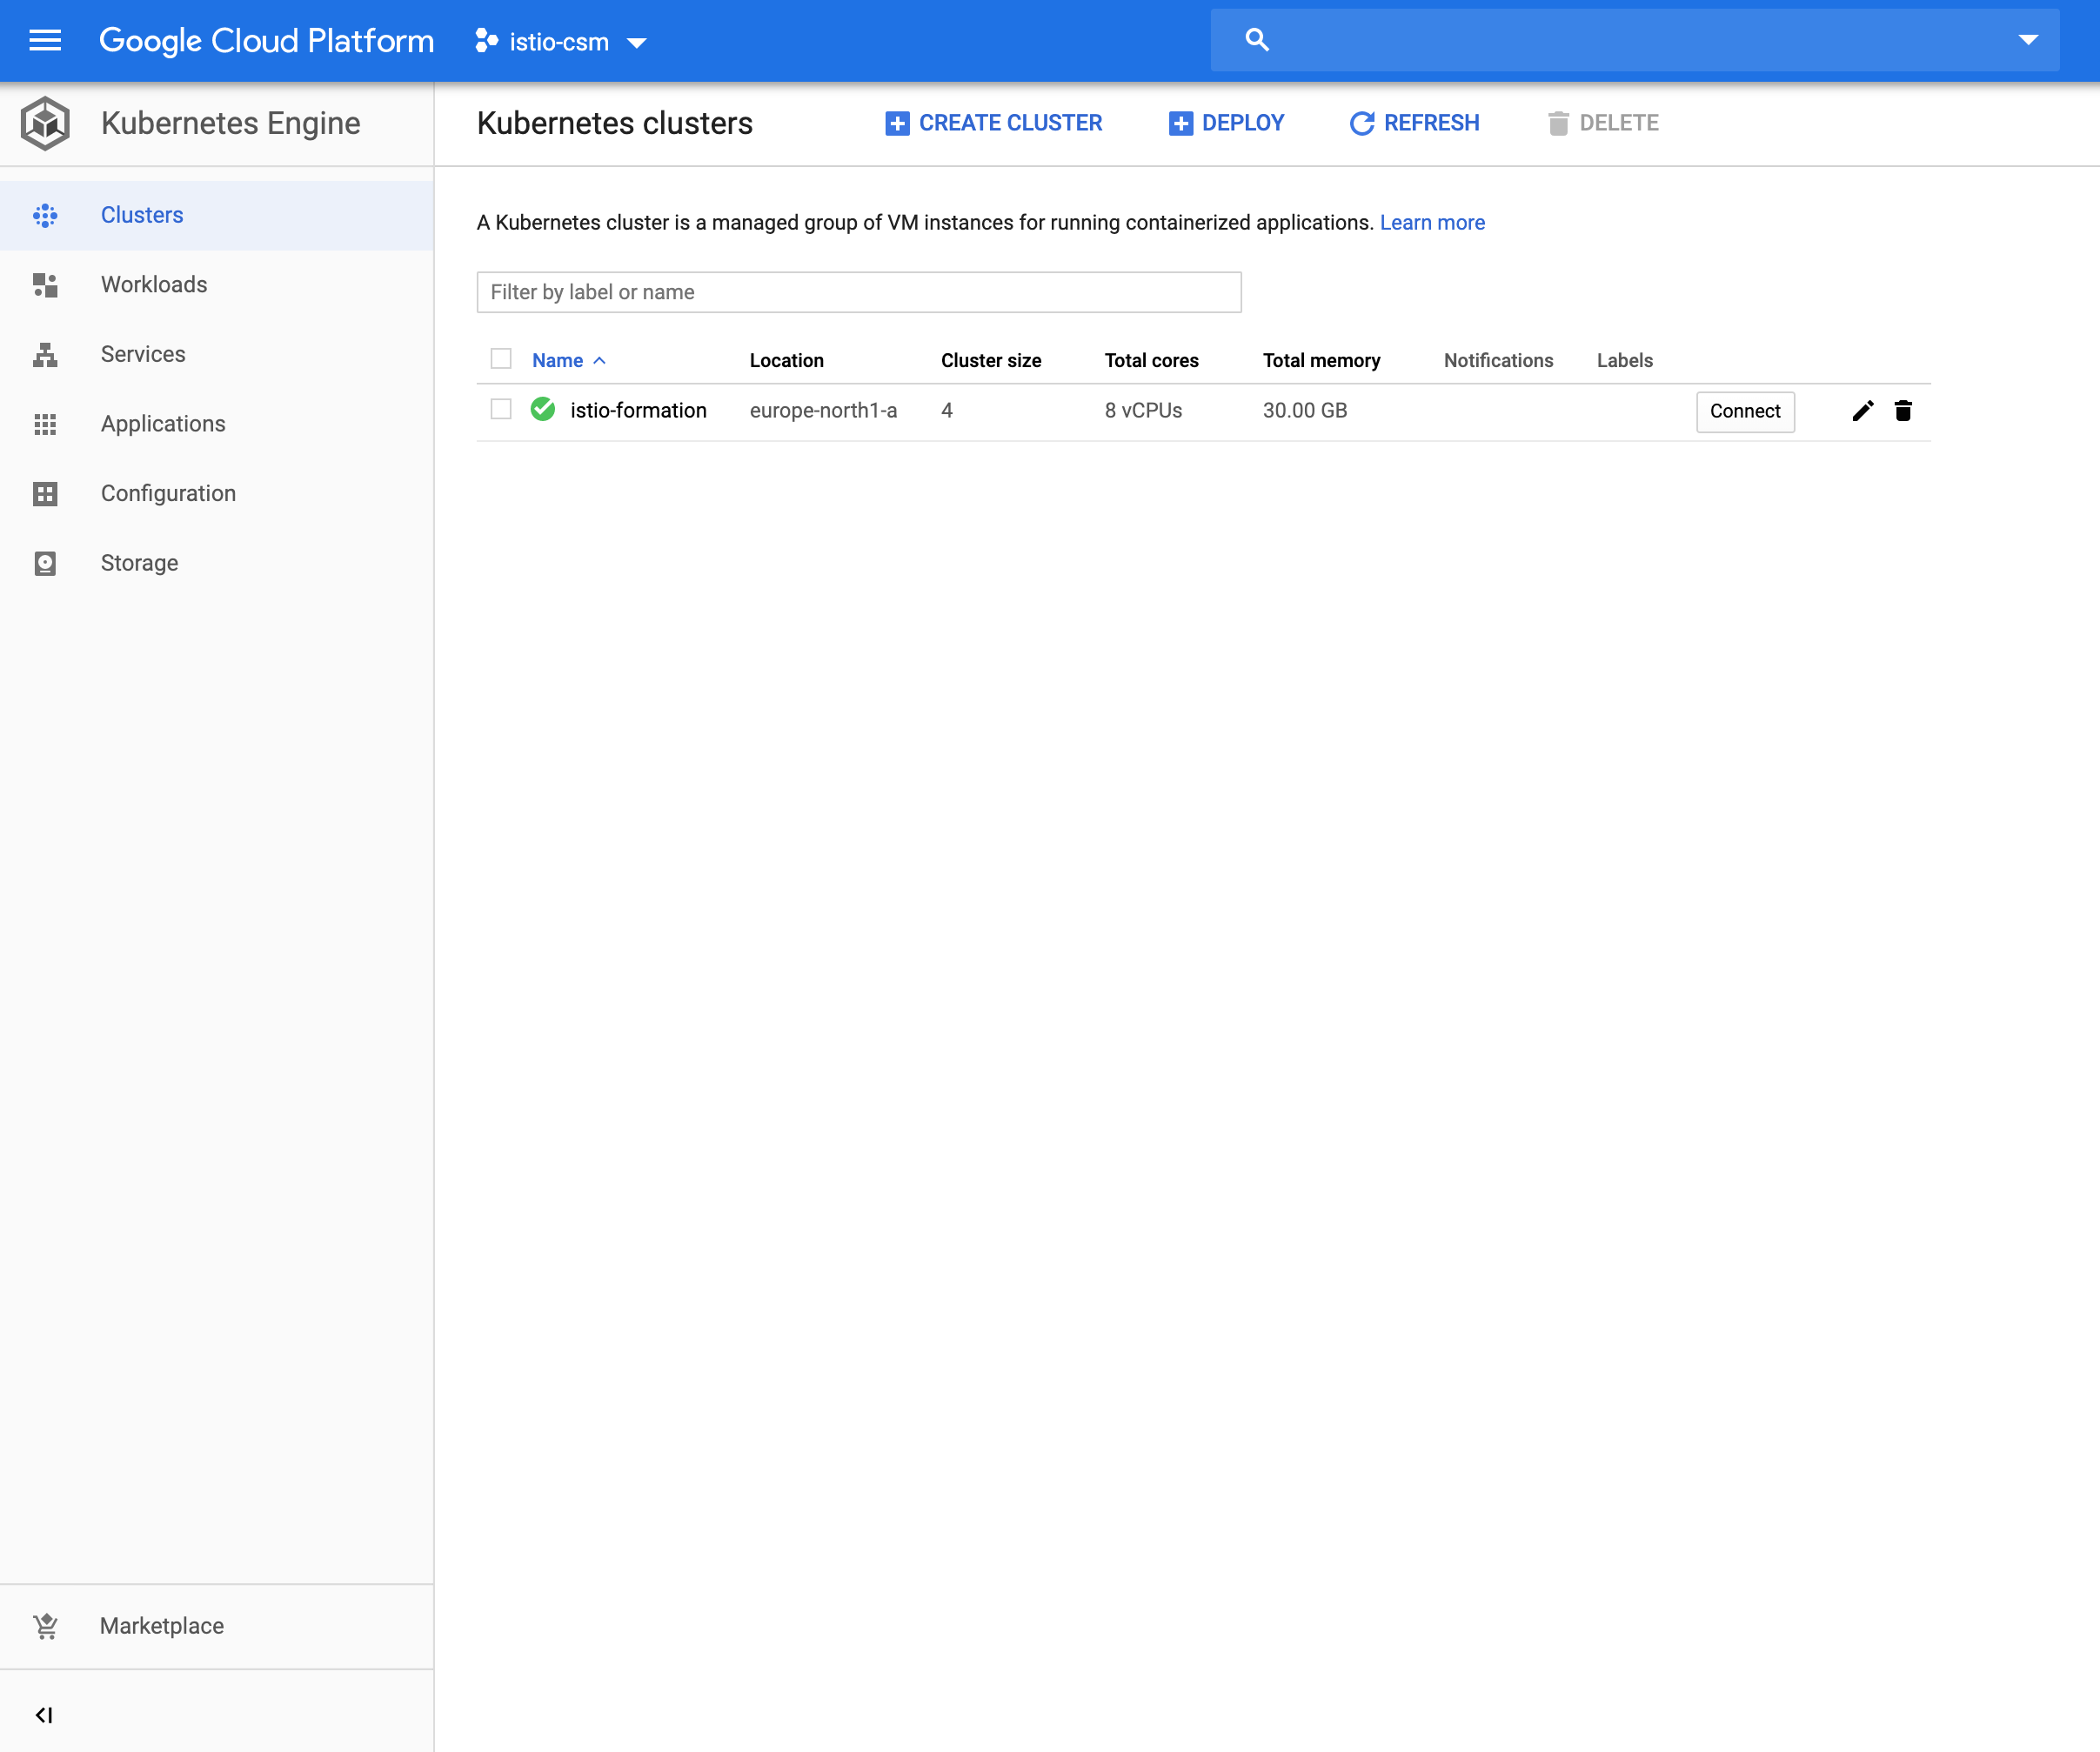 Google Cloud Platform istio-csm
Kubernetes Engine
Kubernetes clusters CREATE CLUSTER DEPLOY REFRESH DELETE
Clusters
Workloads
Services
Applications
Configuration
Storage
A Kubernetes cluster is a managed group of VM instances for running containerized applications. Learn more
Filter by label or name
Name Location Cluster size Total cores Total memory Notifications Labels
istio-formation europe-north1-a 4 8 vCPUs 30.00 GB Connect
Marketplace